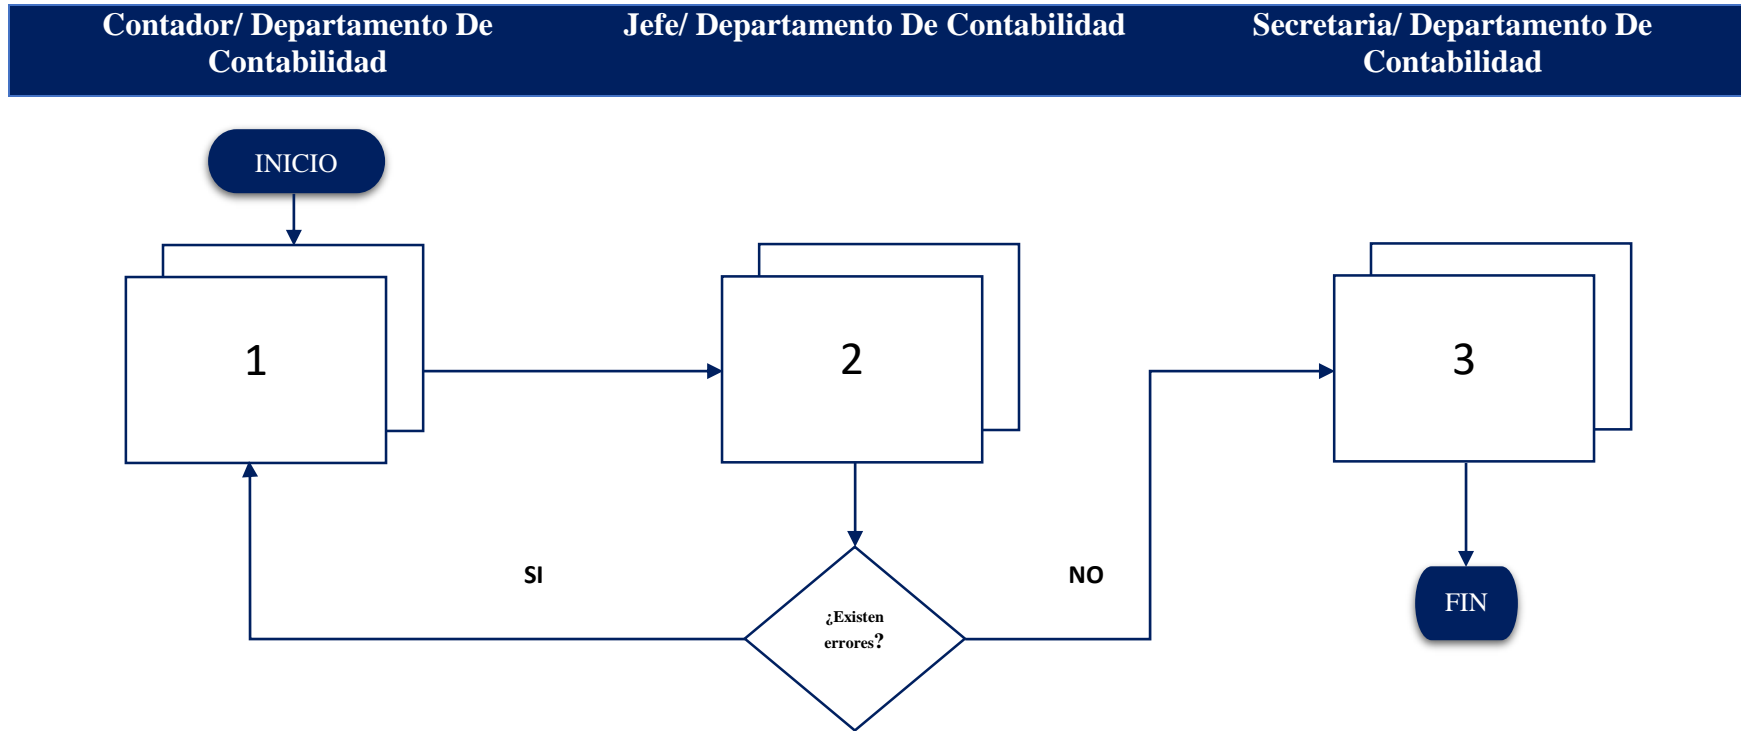 Contador/ Departamento De
Contabilidad
Jefe/ Departamento De Contabilidad
Secretaria/ Departamento De
Contabilidad
INICIO
1
2
3
SI
NO
¿Existen
errores?
FIN